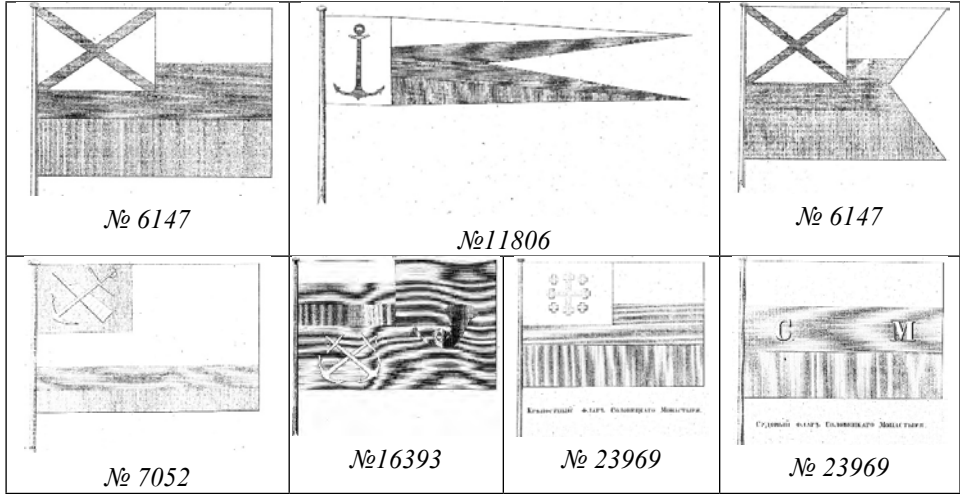 № 6147
№11806
№ 6147
С М
Крѣпостный флагъ Соловецкаго Монастыря.
Судовый флагъ Соловецкаго Монастыря.
№ 7052
№16393
№ 23969
№ 23969